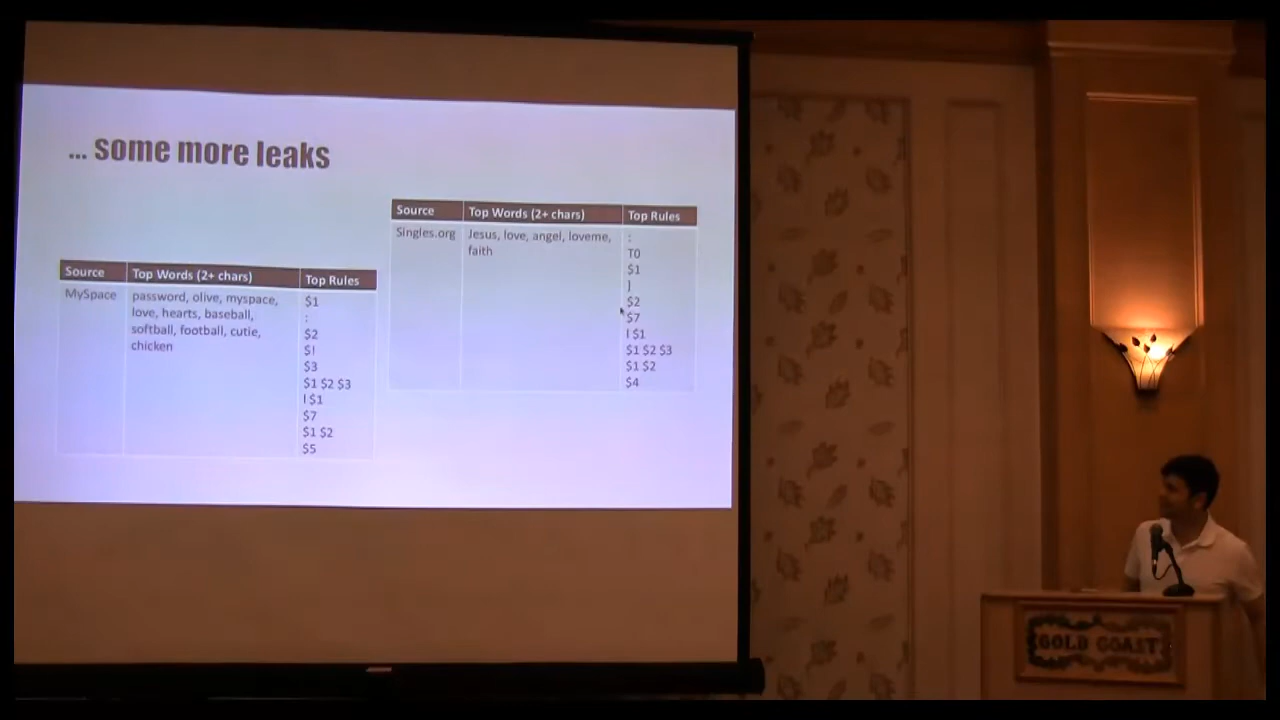 ... some more leaks
Source Top Words (2+ chars) Top Rules
MySpace password, olive, myspace,
love, hearts, baseball,
softball, football, cutie,
chicken
$1
:
$2
$!
$3
$1 $2 $3
l $1
$7
$1 $2
$5
Source Top Words (2+ chars) Top Rules
Singles.org Jesus, love, angel, loveme,
faith
:
T0
$1
]
$2
$7
l $1
$1 $2 $3
$1 $2
$4
GOLD COAST